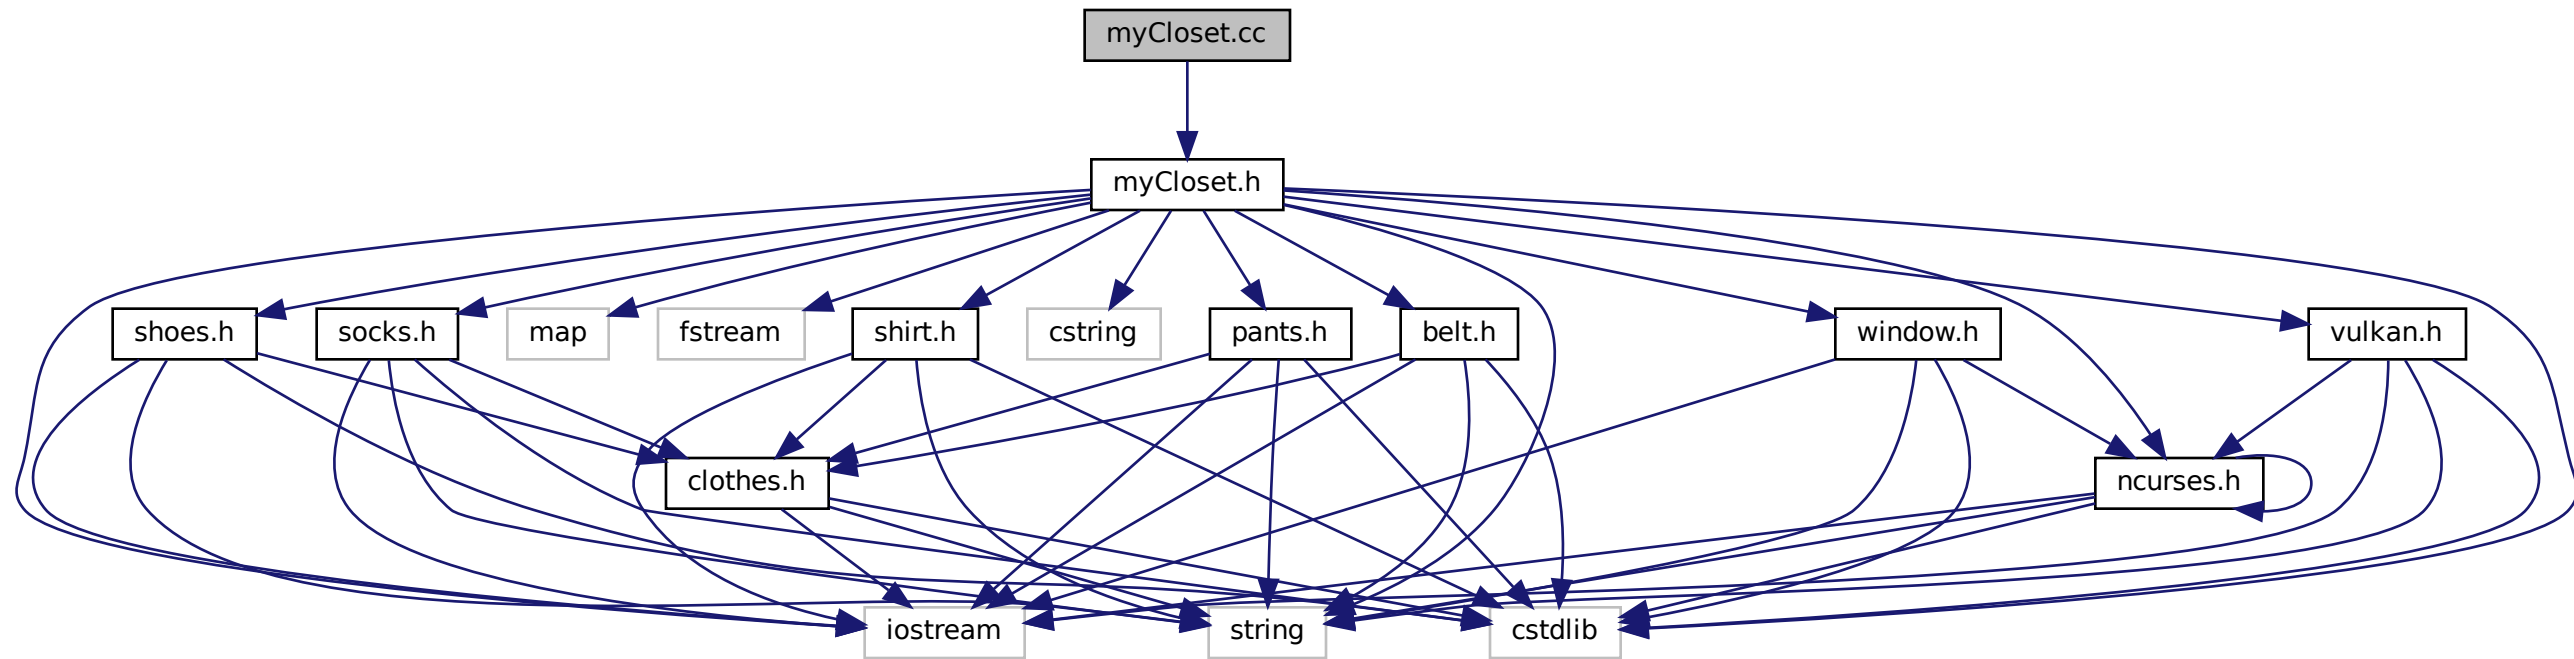 myCloset.cc
myCloset.h
shoes.h
socks.h
map
fstream
shirt.h
cstring
pants.h
belt.h
window.h
vulkan.h
clothes.h
ncurses.h
iostream
string
cstdlib